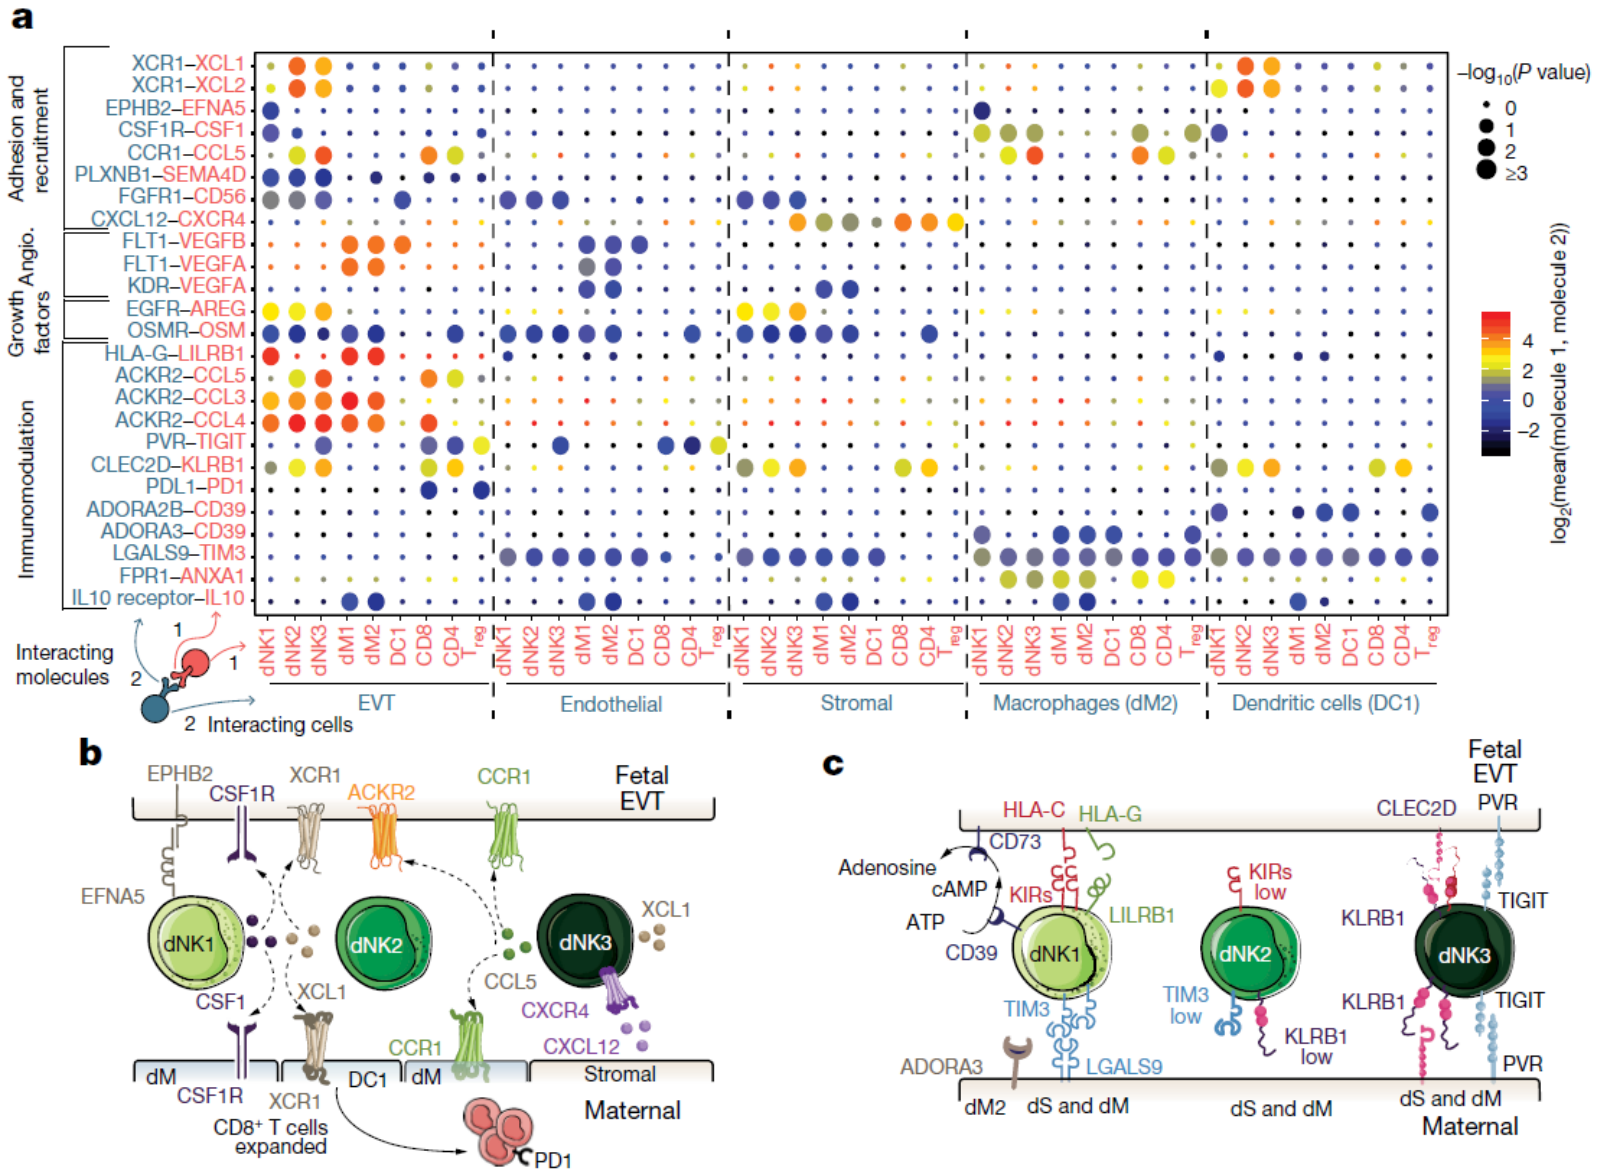 a
Adhesion and
recruitment
XCR1–XCL1
XCR1–XCL2
EPHB2–EFNA5
CSF1R–CSF1
CCR1–CCL5
PLXNB1–SEMA4D
FGFR1–CD56
CXCL12–CXCR4
Angio.
FLT1–VEGFB
FLT1–VEGFA
KDR–VEGFA
Growth
factors
EGFR–AREG
OSMR–OSM
Immunomodulation
HLA-G–LILRB1
ACKR2–CCL5
ACKR2–CCL3
ACKR2–CCL4
PVR–TIGIT
CLEC2D–KLRB1
PDL1–PD1
ADORA2B–CD39
ADORA3–CD39
LGALS9–TIM3
FPR1–ANXA1
IL10 receptor–IL10
–log10(P value)
0
1
2
≥3
4
2
0
−2
log2(mean(molecule 1, molecule 2))
Interacting
molecules
1
1
2
2 Interacting cells
dNK1 dNK2 dNK3 dM1 dM2 DC1 CD8 CD4 Treg
dNK1 dNK2 dNK3 dM1 dM2 DC1 CD8 CD4 Treg
dNK1 dNK2 dNK3 dM1 dM2 DC1 CD8 CD4 Treg
dNK1 dNK2 dNK3 dM1 dM2 DC1 CD8 CD4 Treg
dNK1 dNK2 dNK3 dM1 dM2 DC1 CD8 CD4 Treg
EVT
Endothelial
Stromal
Macrophages (dM2)
Dendritic cells (DC1)
b
EPHB2
CSF1R
XCR1
ACKR2
CCR1
Fetal
EVT
EFNA5
dNK1
dNK2
dNK3
XCL1
CSF1
XCL1
CCL5
CXCR4
CXCL12
CCR1
dM
DC1
dM
Stromal
CSF1R
XCR1
Maternal
CD8+ T cells
expanded
PD1
c
Fetal
EVT
HLA-C
HLA-G
CLEC2D
PVR
CD73
Adenosine
cAMP
ATP
CD39
KIRs
LILRB1
KIRs
low
KLRB1
TIGIT
dNK1
dNK2
dNK3
TIM3
TIM3
low
KLRB1
low
KLRB1
TIGIT
ADORA3
LGALS9
PVR
dM2
dS and dM
dS and dM
dS and dM
Maternal